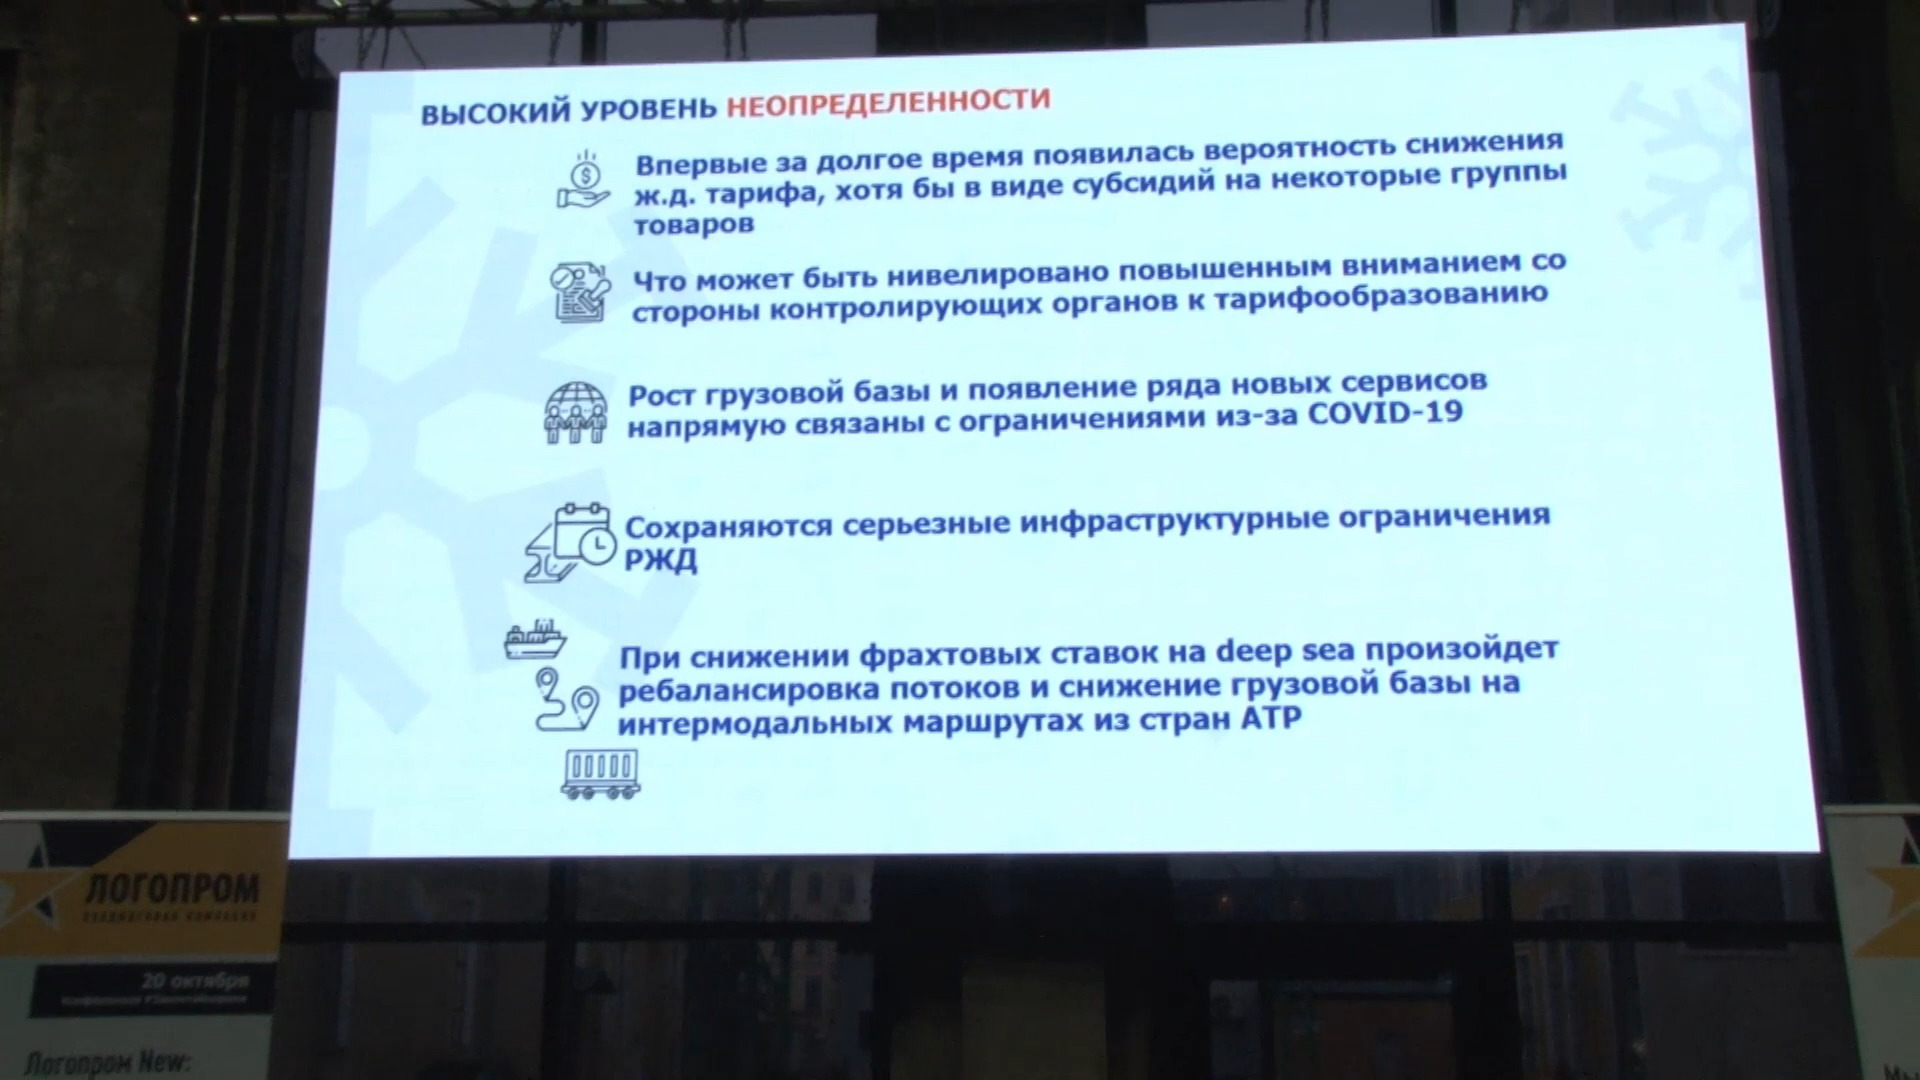 ВЫСОКИЙ УРОВЕНЬ НЕОПРЕДЕЛЕННОСТИ
Впервые за долгое время появилась вероятность снижения
ж.д. тарифа, хотя бы в виде субсидий на некоторые группы
товаров
Что может быть нивелировано повышенным вниманием со
стороны контролирующих органов к тарифообразованию
Рост грузовой базы и появление ряда новых сервисов
напрямую связаны с ограничениями из-за COVID-19
Сохраняются серьезные инфраструктурные ограничения
РЖД
При снижении фрахтовых ставок на deep sea произойдет
ребалансировка потоков и снижение грузовой базы на
интермодальных маршрутах из стран АТР
ЛОГОПРОМ
20 октября
Логопром New: